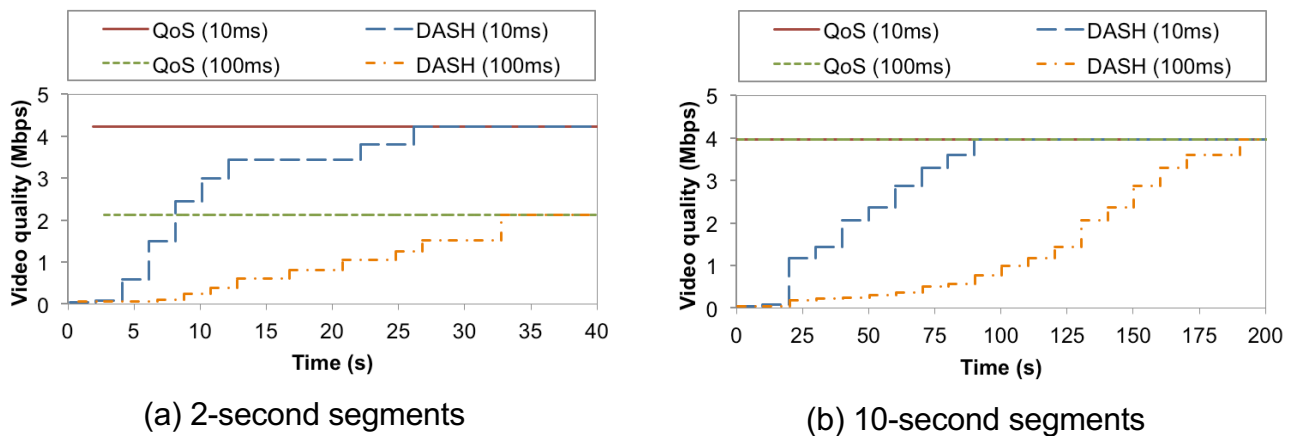 QoS (10ms) DASH (10ms)
QoS (100ms) DASH (100ms)
Video quality (Mbps)
5
4
3
2
1
0
0 5 10 15 20 25 30 35 40
Time (s)
(a) 2-second segments
QoS (10ms) DASH (10ms)
QoS (100ms) DASH (100ms)
Video quality (Mbps)
5
4
3
2
1
0
0 25 50 75 100 125 150 175 200
Time (s)
(b) 10-second segments